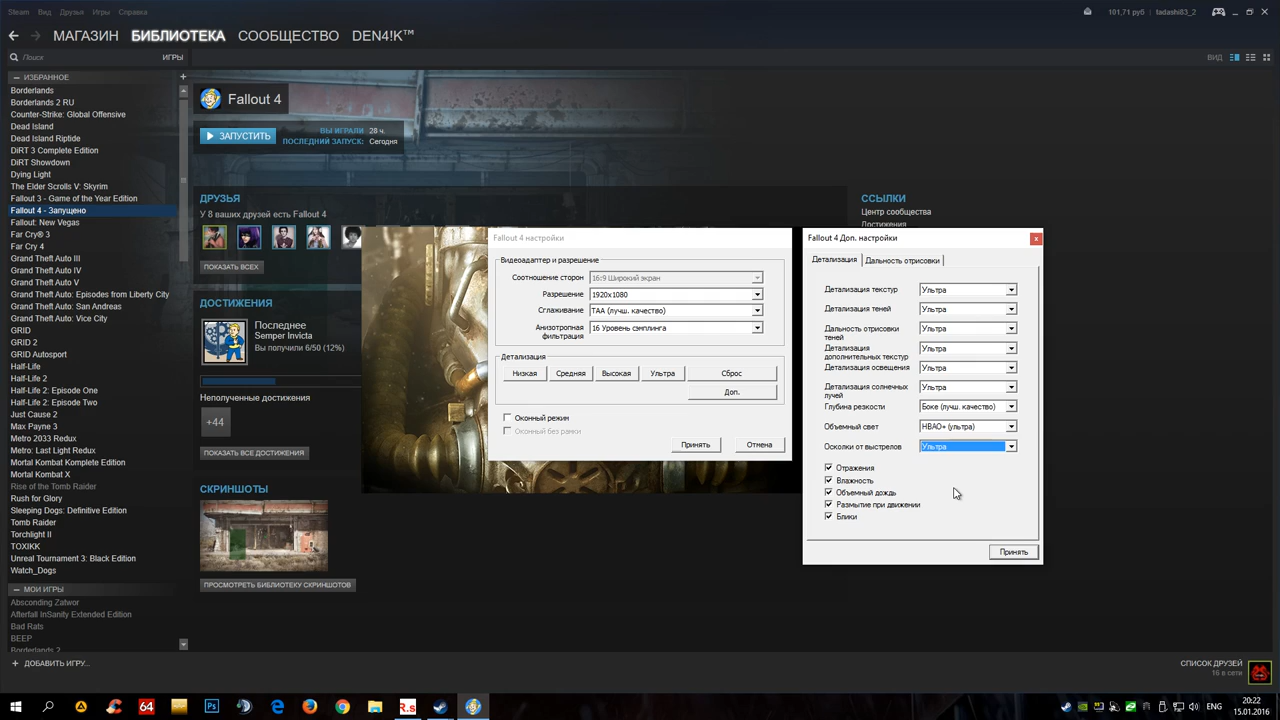 Steam Вид Друзья Игры Справка
101,71 руб tadashi83_2
МАГАЗИН БИБЛИОТЕКА СООБЩЕСТВО DEN4!K™
Поиск ИГРЫ
ВИД
ИЗБРАННОЕ
Borderlands
Borderlands 2 RU
Counter-Strike: Global Offensive
Dead Island
Dead Island Riptide
DiRT 3 Complete Edition
DiRT Showdown
Dying Light
The Elder Scrolls V: Skyrim
Fallout 3 - Game of the Year Edition
Fallout 4 - Запущено
Fallout: New Vegas
Far Cry® 3
Far Cry 4
Grand Theft Auto III
Grand Theft Auto IV
Grand Theft Auto V
Grand Theft Auto: Episodes from Liberty City
Grand Theft Auto: San Andreas
Grand Theft Auto: Vice City
GRID
GRID 2
GRID Autosport
Half-Life
Half-Life 2
Half-Life 2: Episode One
Half-Life 2: Episode Two
Just Cause 2
Max Payne 3
Metro 2033 Redux
Metro: Last Light Redux
Mortal Kombat Komplete Edition
Mortal Kombat X
Rise of the Tomb Raider
Rush for Glory
Sleeping Dogs: Definitive Edition
Tomb Raider
Torchlight II
TOXIKK
Unreal Tournament 3: Black Edition
Watch_Dogs
МОИ ИГРЫ
Absconding Zatwor
Afterfall InSanity Extended Edition
Bad Rats
BEEP
Borderlands 2
ДОБАВИТЬ ИГРУ...
Fallout 4
ЗАПУСТИТЬ
ВЫ ИГРАЛИ 28 ч.
ПОСЛЕДНИЙ ЗАПУСК: Сегодня
ДРУЗЬЯ
У 8 ваших друзей есть Fallout 4
ПОКАЗАТЬ ВСЕХ
ДОСТИЖЕНИЯ
Последнее
Semper Invicta
Вы получили 6/50 (12%)
Неполученных достижения
+44
ПОКАЗАТЬ ВСЕ ДОСТИЖЕНИЯ
СКРИНШОТЫ
ПРОСМОТРЕТЬ БИБЛИОТЕКУ СКРИНШОТОВ
ССЫЛКИ
Центр сообщества
Достижения
Fallout 4 настройки
Видеоадаптер и разрешение
Соотношение сторон 16:9 Широкий экран
Разрешение 1920x1080
Сглаживание TAA (лучш. качество)
Анизотропная
фильтрация 16 Уровень сэмплинга
Детализация
Низкая Средняя Высокая Ультра Сброс
Доп.
Оконный режим
Оконный без рамки
Принять Отмена
Fallout 4 Доп. настройки
x
Детализация Дальность отрисовки
Детализация текстур Ультра
Детализация теней Ультра
Дальность отрисовки
теней Ультра
Детализация
дополнительных текстур Ультра
Детализация освещения Ультра
Детализация солнечных
лучей Ультра
Глубина резкости Боке (лучш. качество)
Объемный свет HBAO+ (ультра)
Осколки от выстрелов Ультра
Отражения
Влажность
Объемный дождь
Размытие при движении
Блики
Принять
СПИСОК ДРУЗЕЙ
16 в сети
64 Ps R.s
ENG
20:22
15.01.2016